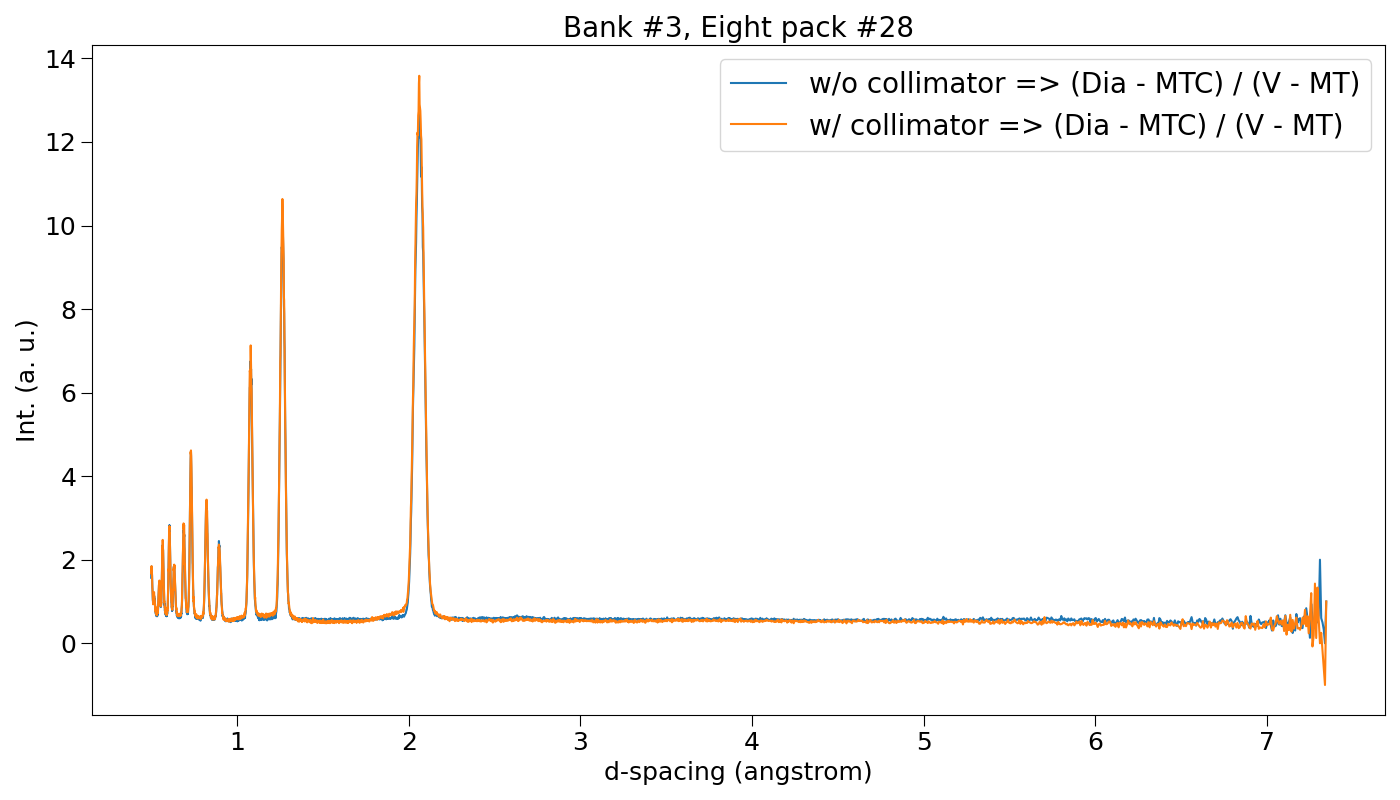 Bank #3, Eight pack #28
w/o collimator => (Dia - MTC) / (V - MT)
w/ collimator => (Dia - MTC) / (V - MT)
Int. (a. u.)
14
12
10
8
6
4
2
0
1 2 3 4 5 6 7
d-spacing (angstrom)